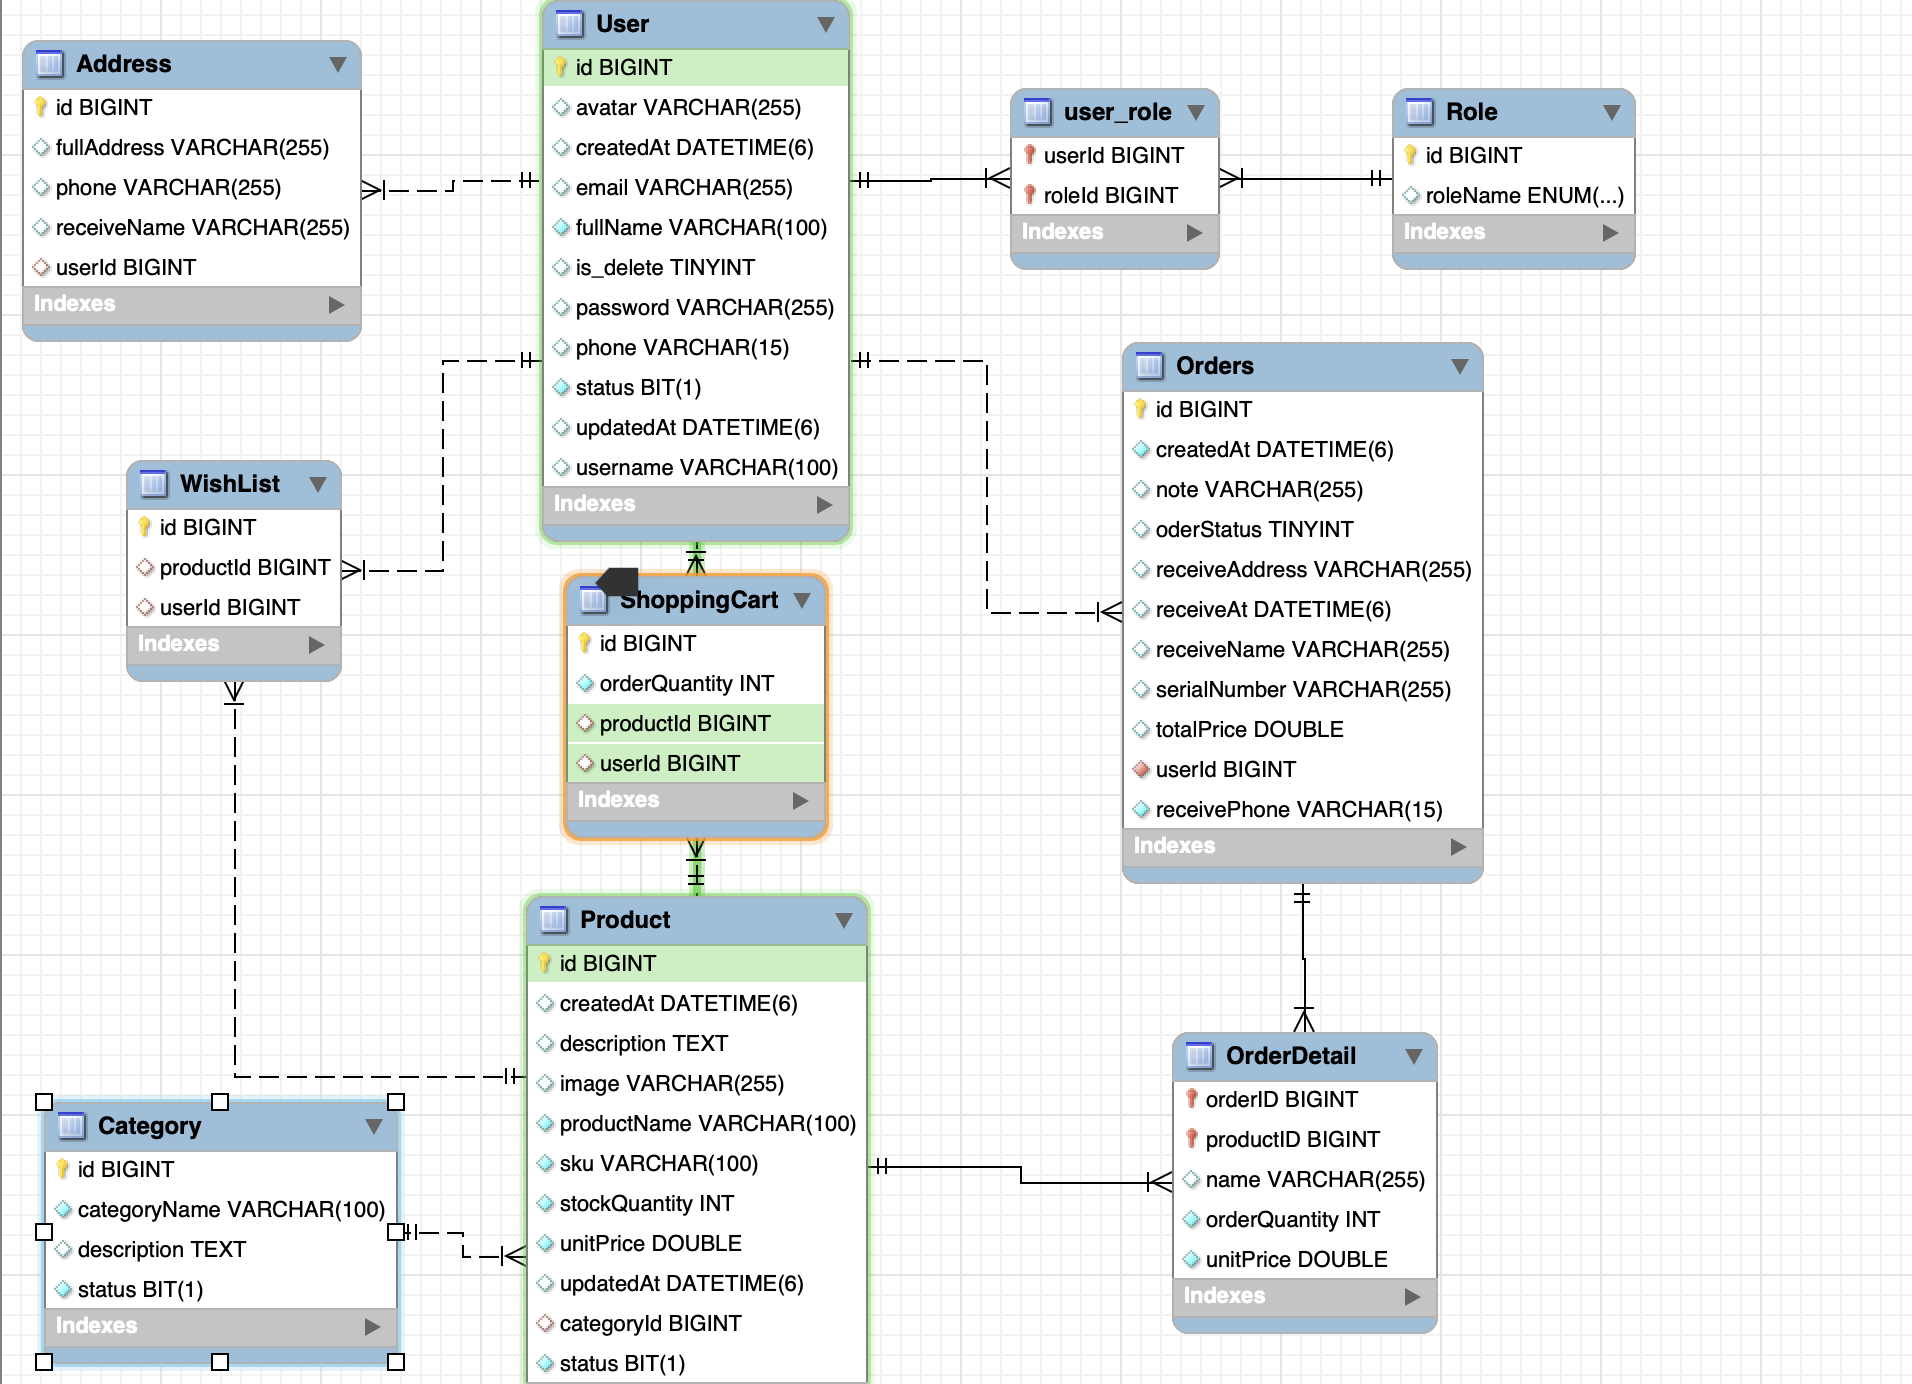 Address
id BIGINT
fullAddress VARCHAR(255)
phone VARCHAR(255)
receiveName VARCHAR(255)
userId BIGINT
Indexes
User
id BIGINT
avatar VARCHAR(255)
createdAt DATETIME(6)
email VARCHAR(255)
fullName VARCHAR(100)
is_delete TINYINT
password VARCHAR(255)
phone VARCHAR(15)
status BIT(1)
updatedAt DATETIME(6)
username VARCHAR(100)
Indexes
user_role
userId BIGINT
roleId BIGINT
Indexes
Role
id BIGINT
roleName ENUM(...)
Indexes
WishList
id BIGINT
productId BIGINT
userId BIGINT
Indexes
ShoppingCart
id BIGINT
orderQuantity INT
productId BIGINT
userId BIGINT
Indexes
Orders
id BIGINT
createdAt DATETIME(6)
note VARCHAR(255)
oderStatus TINYINT
receiveAddress VARCHAR(255)
receiveAt DATETIME(6)
receiveName VARCHAR(255)
serialNumber VARCHAR(255)
totalPrice DOUBLE
userId BIGINT
receivePhone VARCHAR(15)
Indexes
Category
id BIGINT
categoryName VARCHAR(100)
description TEXT
status BIT(1)
Indexes
Product
id BIGINT
createdAt DATETIME(6)
description TEXT
image VARCHAR(255)
productName VARCHAR(100)
sku VARCHAR(100)
stockQuantity INT
unitPrice DOUBLE
updatedAt DATETIME(6)
categoryId BIGINT
status BIT(1)
OrderDetail
orderID BIGINT
productID BIGINT
name VARCHAR(255)
orderQuantity INT
unitPrice DOUBLE
Indexes